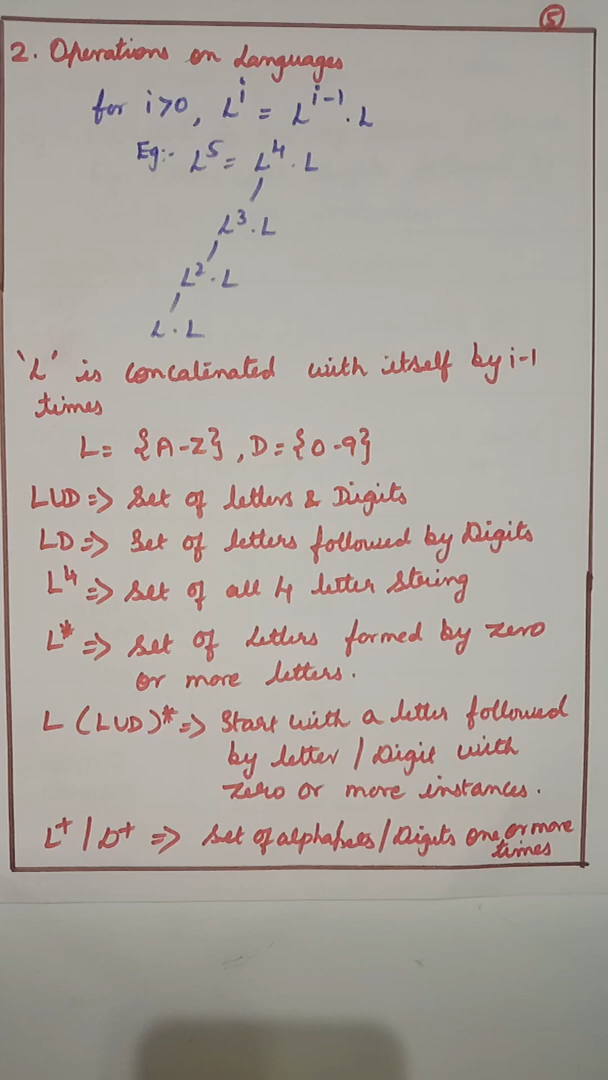 5
2. Operations on Languages
for i>0, L^i = L^i-1 . L
Eg:- L^5 = L^4 . L
L^3 . L
L^2 . L
L . L
'L' is concatinated with itself by i-1
times
L = {A-Z}, D = {0-9}
LUD => Set of letters & Digits
LD => Set of letters followed by Digits
L^4 => Set of all 4 letter string
L^* => Set of letters formed by zero
or more letters.
L (LUD)^* => Start with a letter followed
by letter / Digit with
zero or more instances.
L^+ / D^+ => Set of alphabets / Digits one or more
times